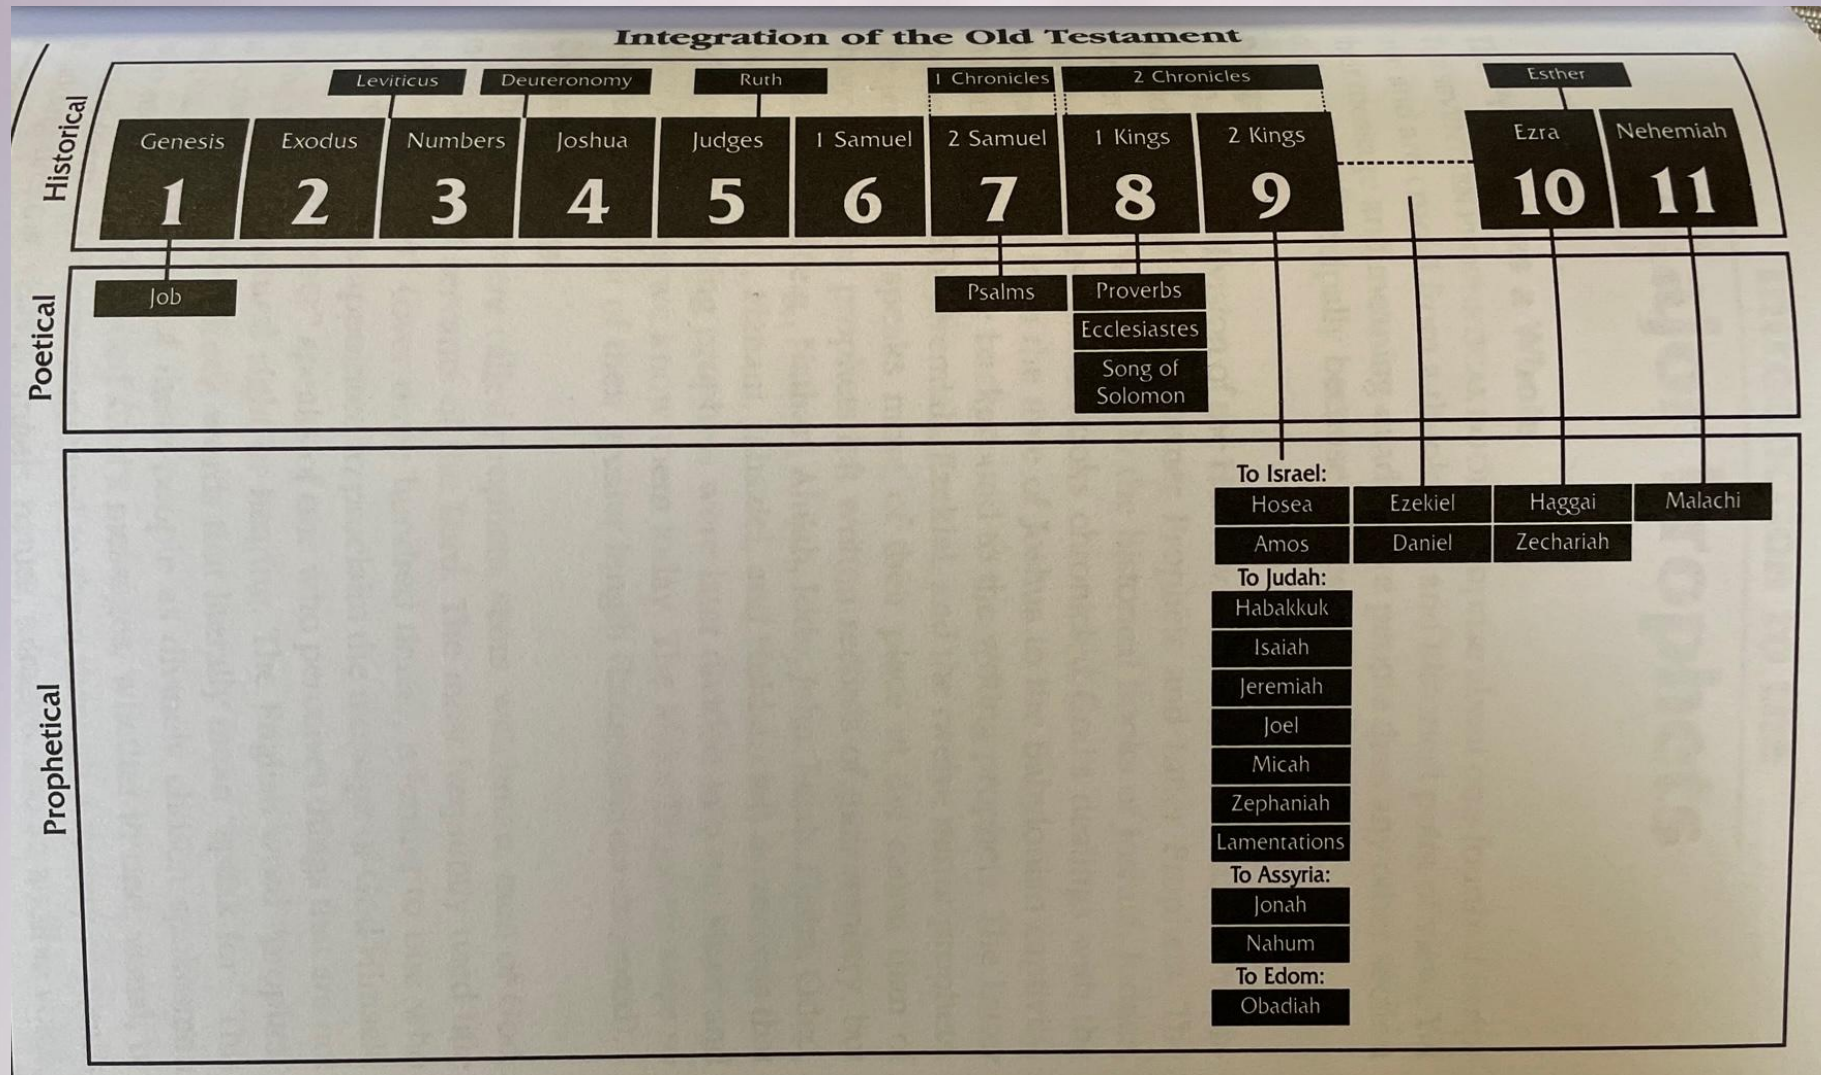 Integration of the Old Testament
Historical
Leviticus
Deuteronomy
Ruth
1 Chronicles
2 Chronicles
Esther
Genesis
1
Exodus
2
Numbers
3
Joshua
4
Judges
5
1 Samuel
6
2 Samuel
7
1 Kings
8
2 Kings
9
Ezra
10
Nehemiah
11
Poetical
Job
Psalms
Proverbs
Ecclesiastes
Song of
Solomon
Prophetical
To Israel:
Hosea
Amos
To Judah:
Habakkuk
Isaiah
Jeremiah
Joel
Micah
Zephaniah
Lamentations
To Assyria:
Jonah
Nahum
To Edom:
Obadiah
Ezekiel
Daniel
Haggai
Zechariah
Malachi